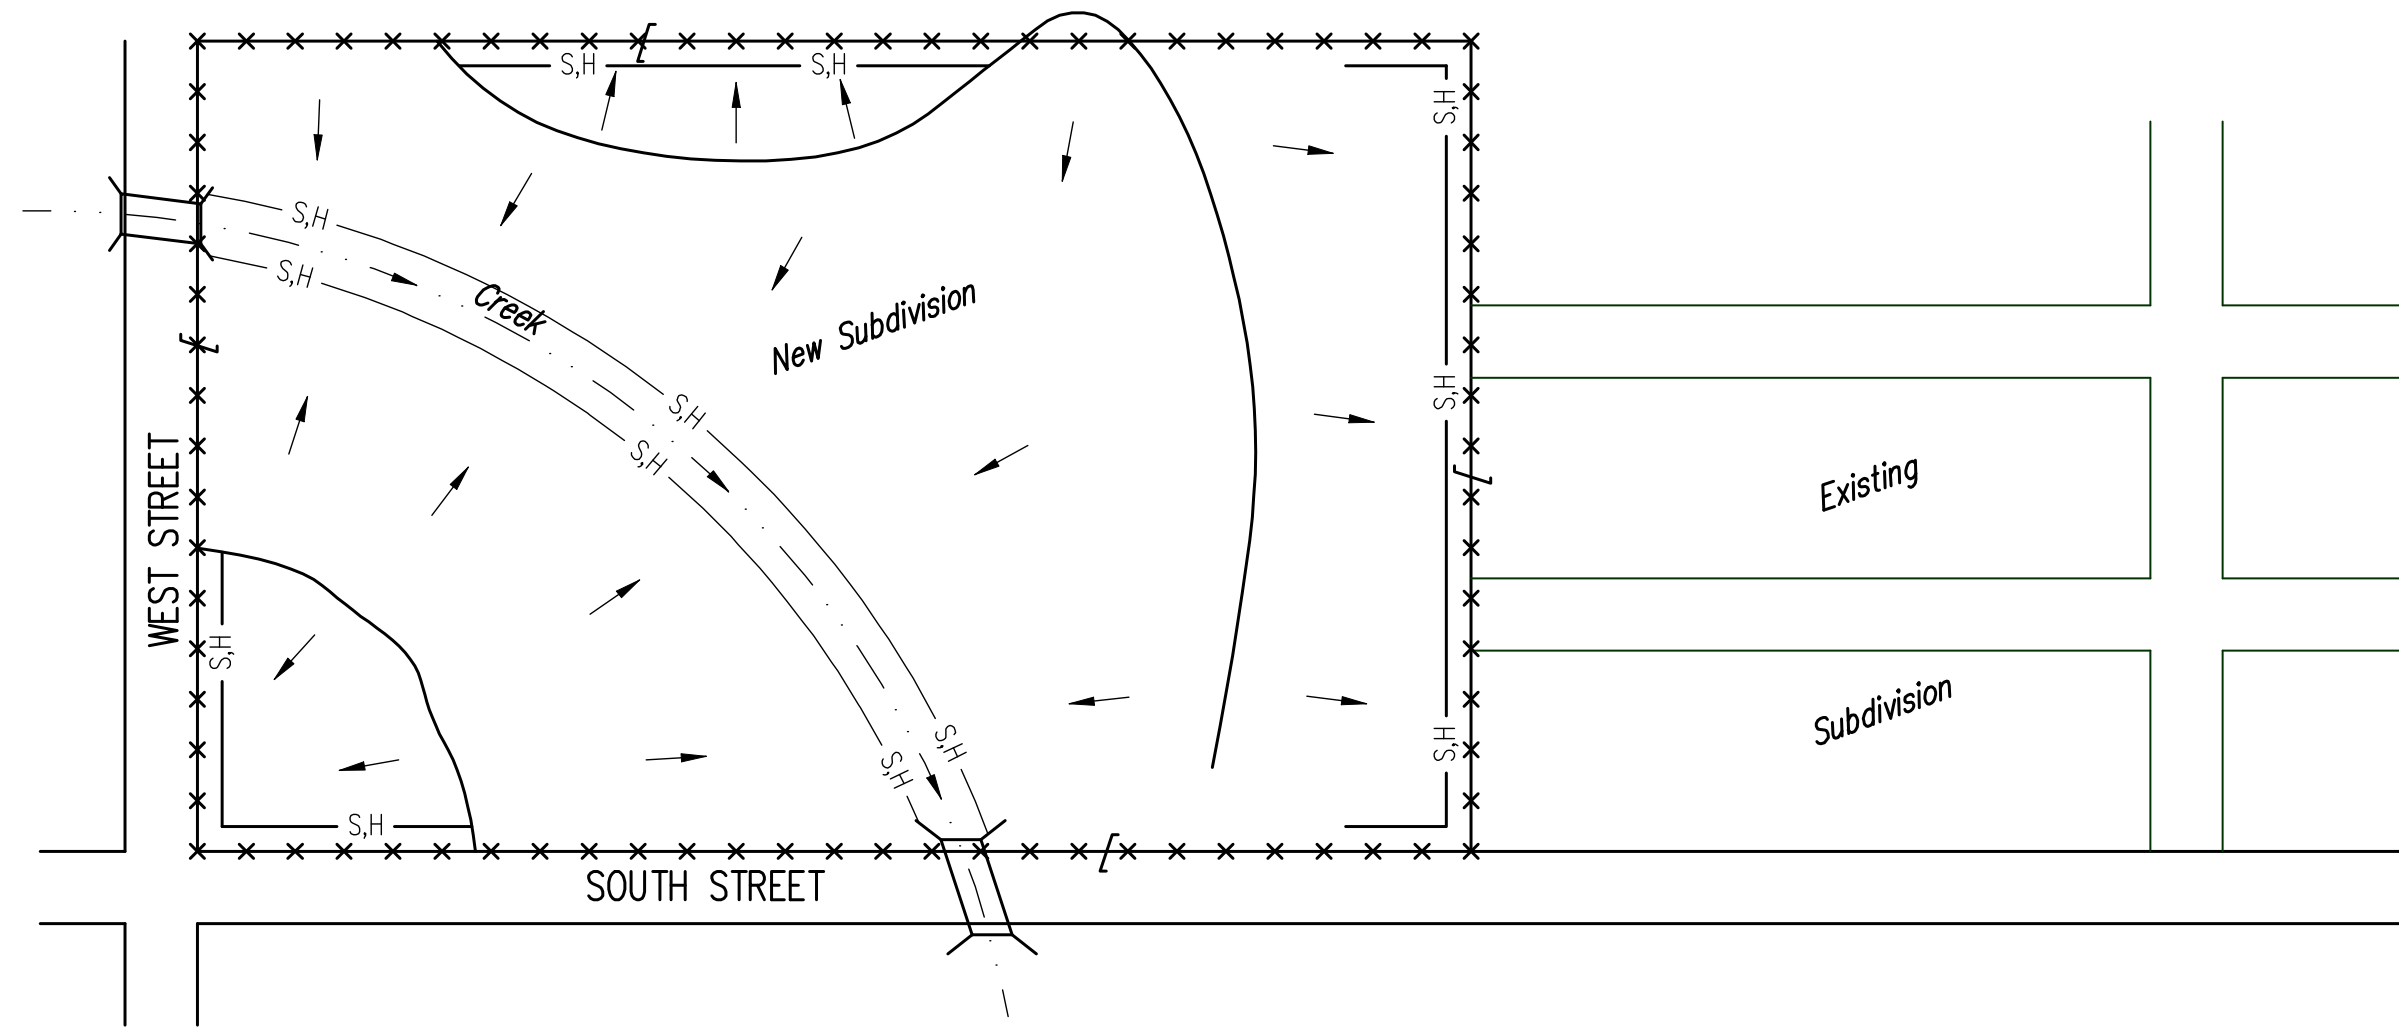 S,H
S,H
S,H
S,H
S,H
Creek
New Subdivision
S,H
S,H
S,H
WEST STREET
Existing
S,H
Subdivision
S,H
S,H
S,H
S,H
SOUTH STREET